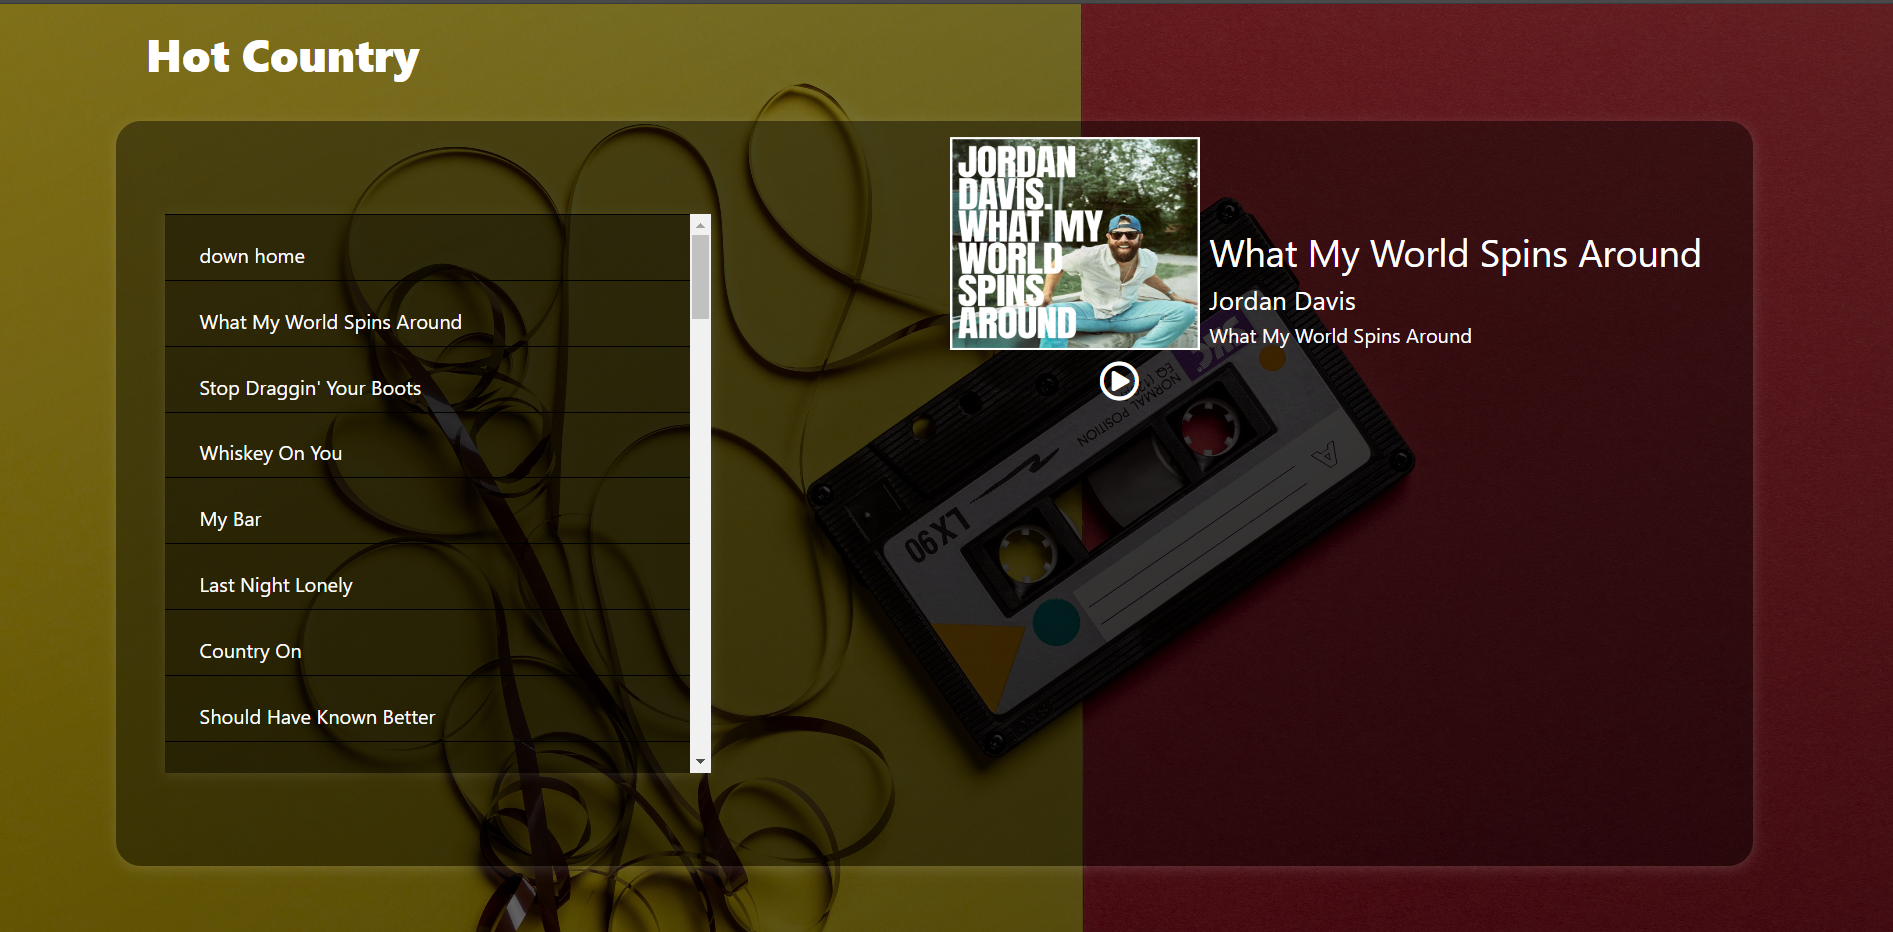 Hot Country
down home
What My World Spins Around
Stop Draggin' Your Boots
Whiskey On You
My Bar
Last Night Lonely
Country On
Should Have Known Better
JORDAN
DAVIS.
WHAT MY
WORLD
SPINS
AROUND
What My World Spins Around
Jordan Davis
What My World Spins Around
NORMAL POSITION
A
LX90